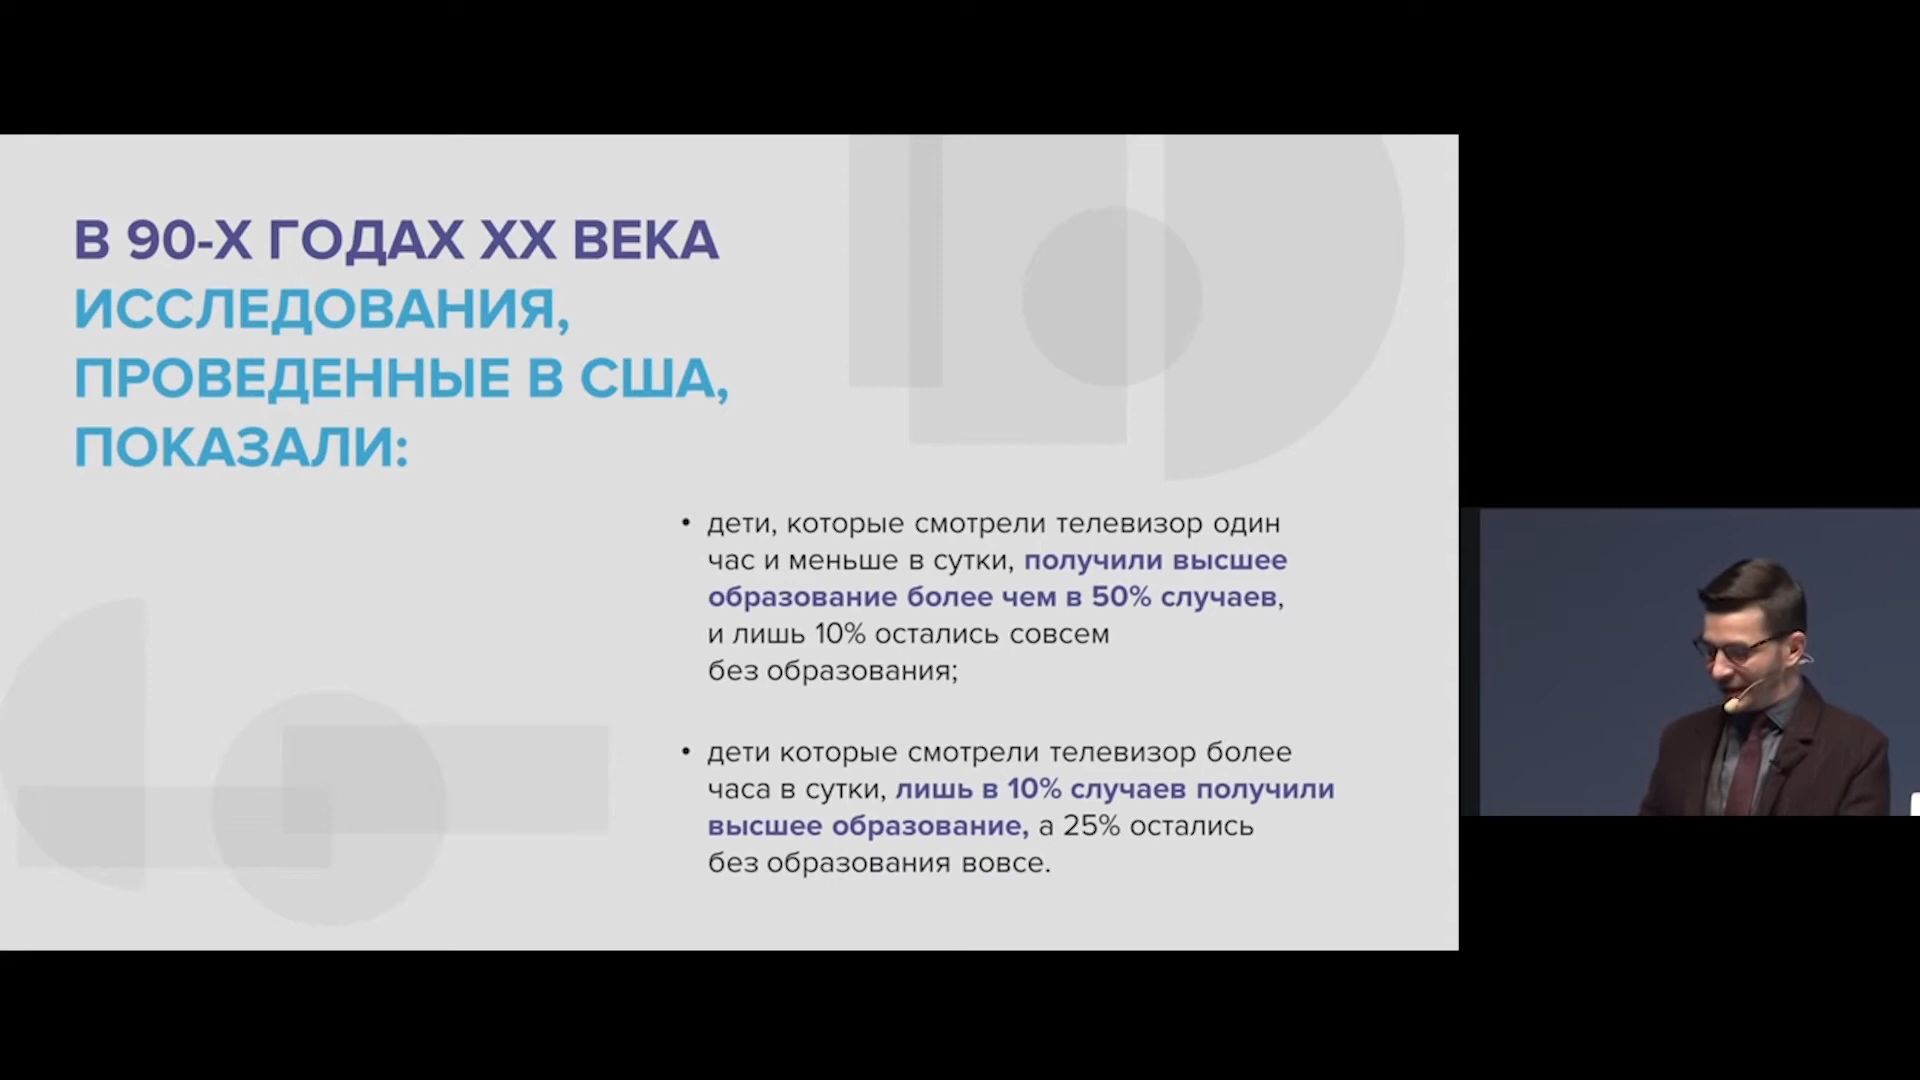 В 90-Х ГОДАХ XX ВЕКА
ИССЛЕДОВАНИЯ,
ПРОВЕДЕННЫЕ В США,
ПОКАЗАЛИ:
• дети, которые смотрели телевизор один
час и меньше в сутки, получили высшее
образование более чем в 50% случаев,
и лишь 10% остались совсем
без образования;
• дети которые смотрели телевизор более
часа в сутки, лишь в 10% случаев получили
высшее образование, а 25% остались
без образования вовсе.